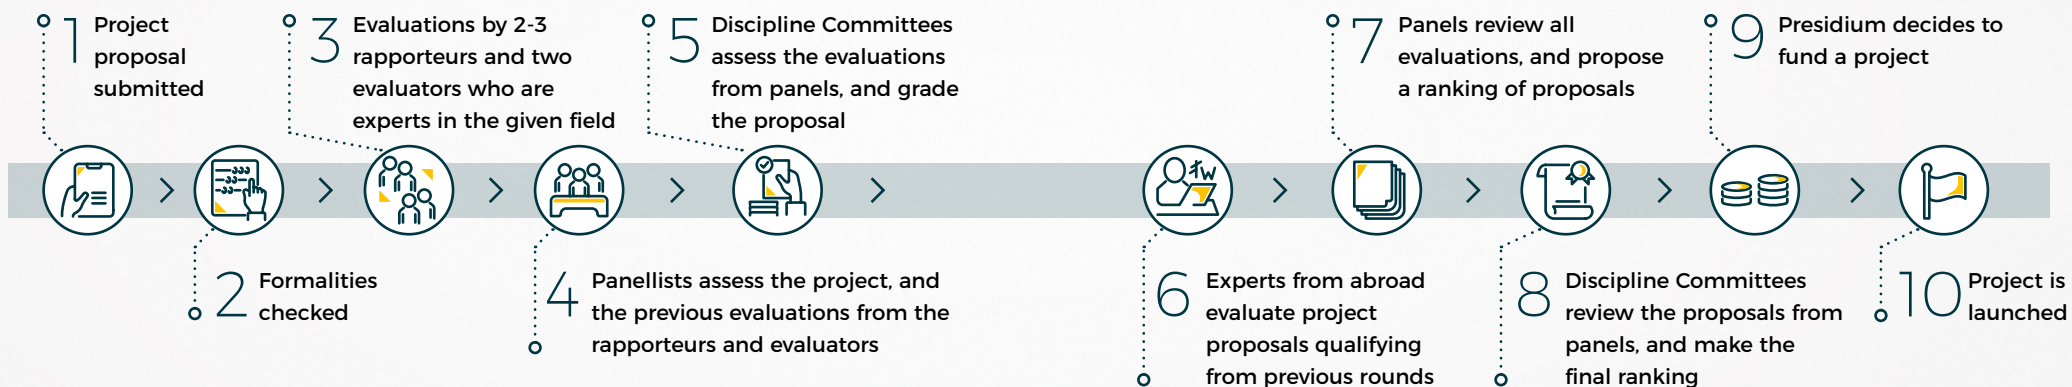 1 Project
proposal
submitted
2 Formalities
checked
3 Evaluations by 2-3
rapporteurs and two
evaluators who are
experts in the given field
4 Panellists assess the project, and
the previous evaluations from the
rapporteurs and evaluators
5 Discipline Committees
assess the evaluations
from panels, and grade
the proposal
6 Experts from abroad
evaluate project
proposals qualifying
from previous rounds
7 Panels review all
evaluations, and propose
a ranking of proposals
8 Discipline Committees
review the proposals from
panels, and make the
final ranking
9 Presidium decides to
fund a project
10 Project is
launched